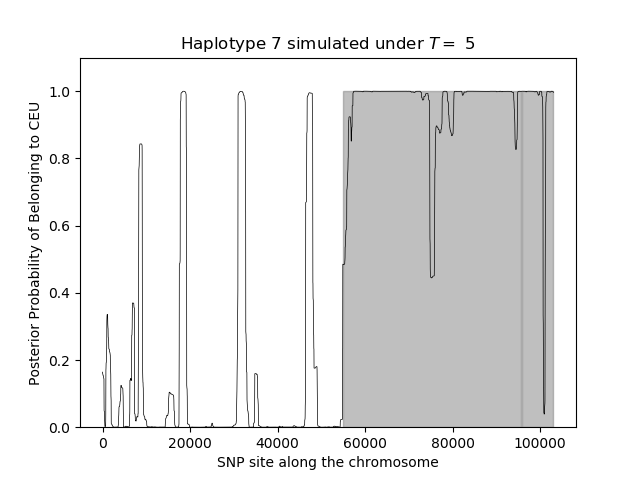 Haplotype 7 simulated under T = 5
Posterior Probability of Belonging to CEU
1.0
0.8
0.6
0.4
0.2
0.0
0 20000 40000 60000 80000 100000
SNP site along the chromosome